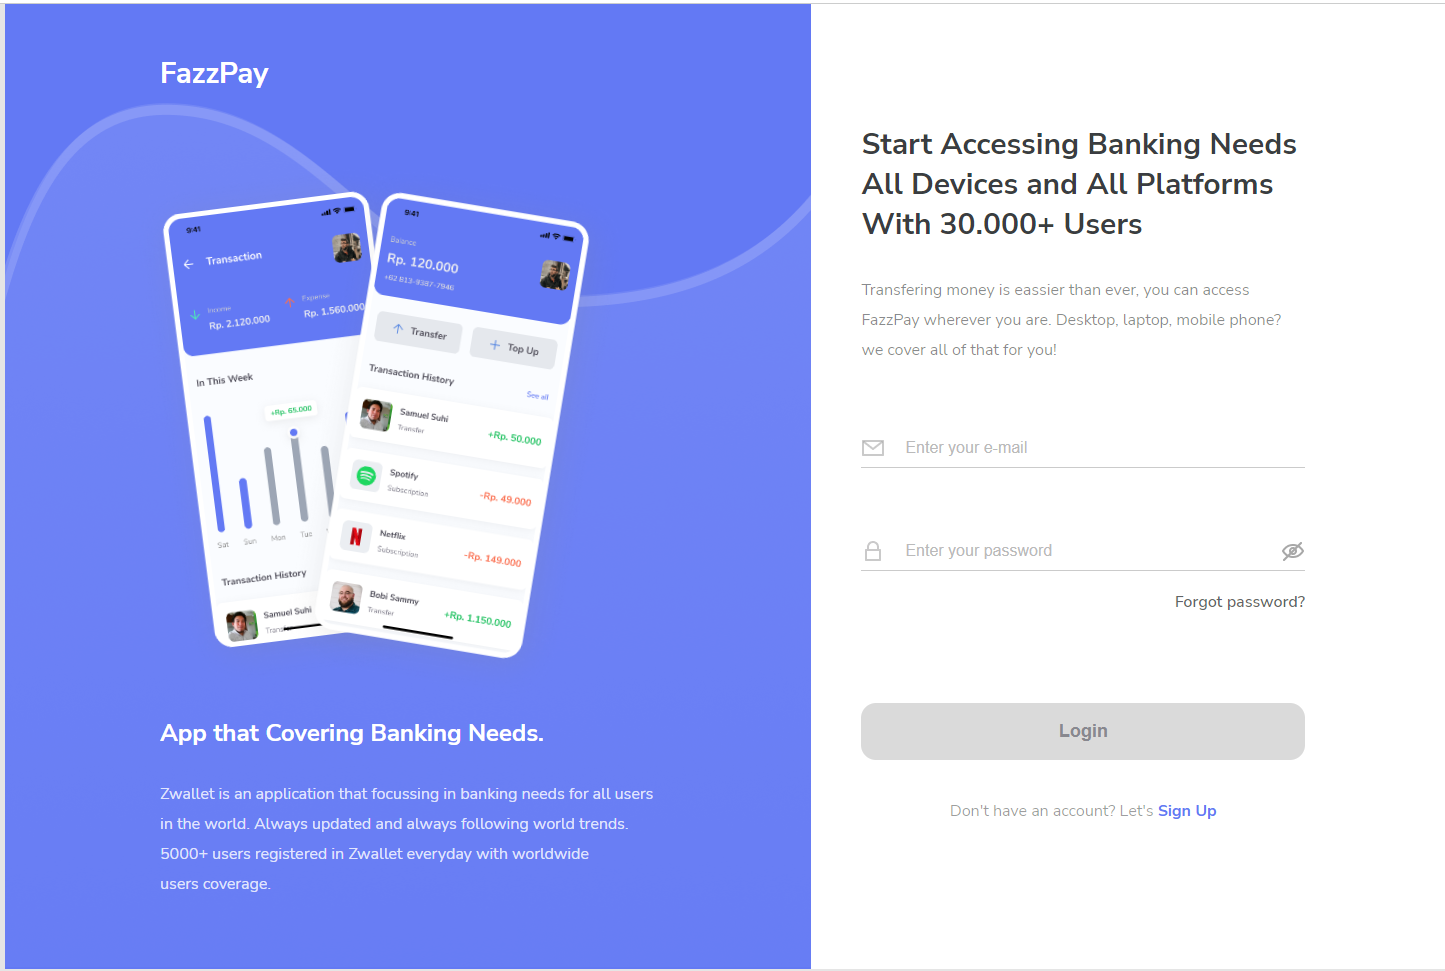 FazzPay
9:41
Transaction
Income
Rp. 2.120.000
Expense
Rp. 1.560.000
In This Week
+Rp. 65.000
Sat
Sun
Mon
Tue
Transaction History
Samuel Suhi
9:41
Balance
Rp. 120.000
+62 813-9387-7946
Transfer
Top Up
Transaction History
See all
Samuel Suhi
Transfer
+Rp. 50.000
Spotify
Subscription
-Rp. 49.000
Netflix
Subscription
-Rp. 149.000
Bobi Sammy
Transfer
+Rp. 1.150.000
App that Covering Banking Needs.
Zwallet is an application that focussing in banking needs for all users
in the world. Always updated and always following world trends.
5000+ users registered in Zwallet everyday with worldwide
users coverage.
Start Accessing Banking Needs
All Devices and All Platforms
With 30.000+ Users
Transfering money is eassier than ever, you can access
FazzPay wherever you are. Desktop, laptop, mobile phone?
we cover all of that for you!
Enter your e-mail
Enter your password
Forgot password?
Login
Don't have an account? Let's Sign Up